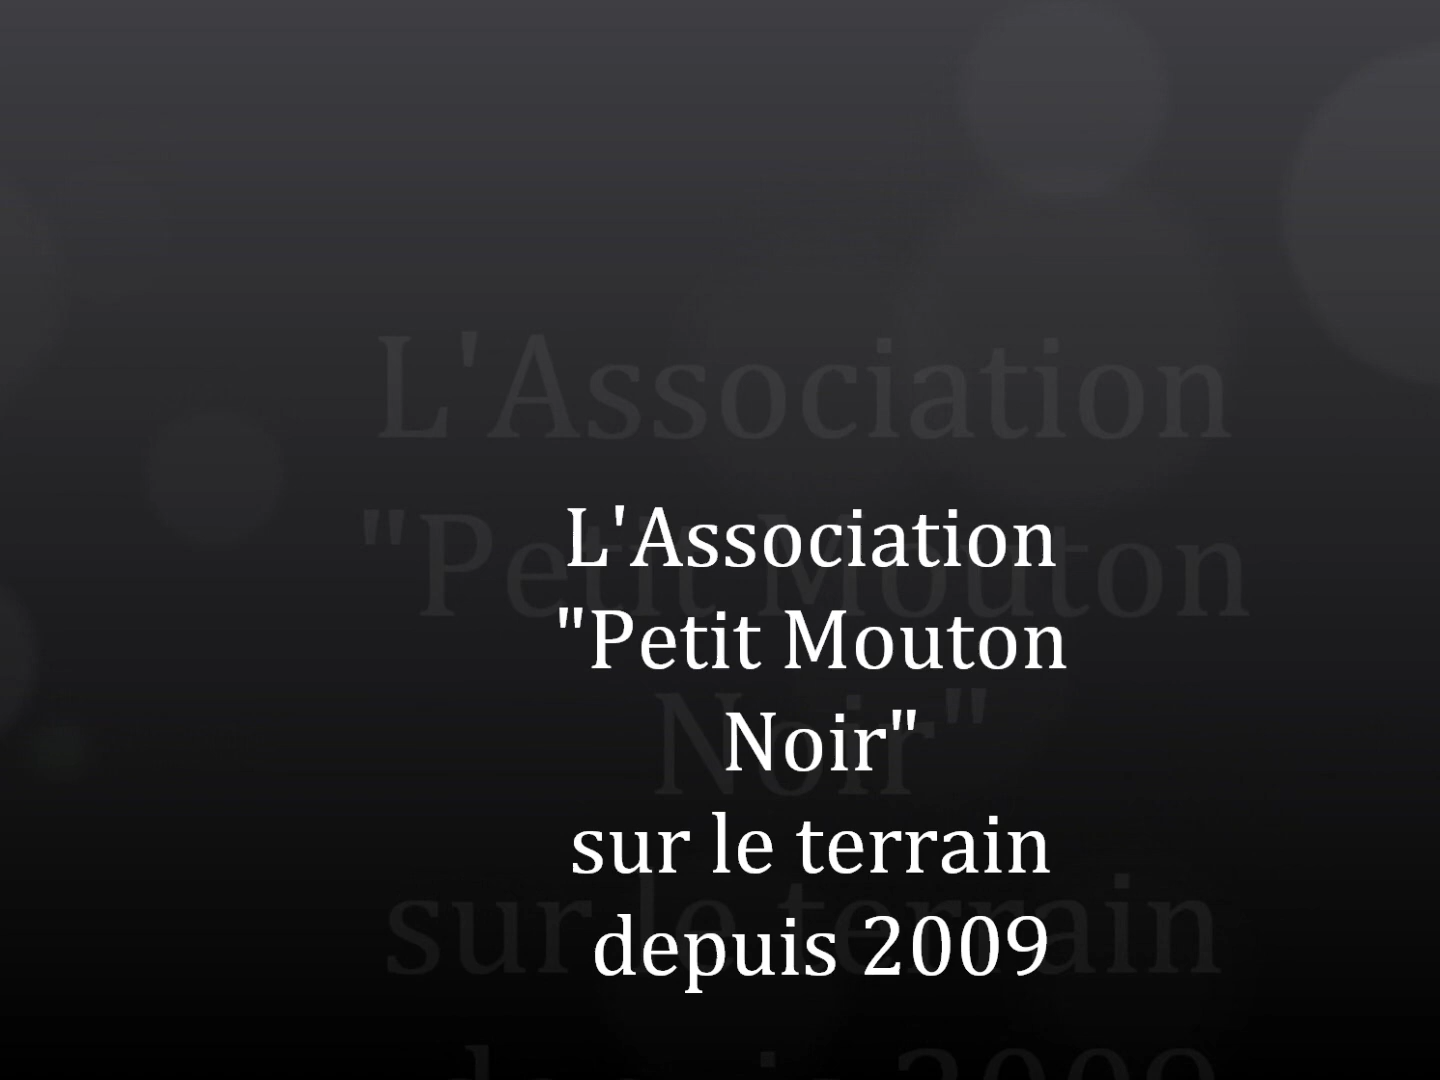 L'Association
"Petit Mouton
Noir"
sur le terrain
depuis 2009